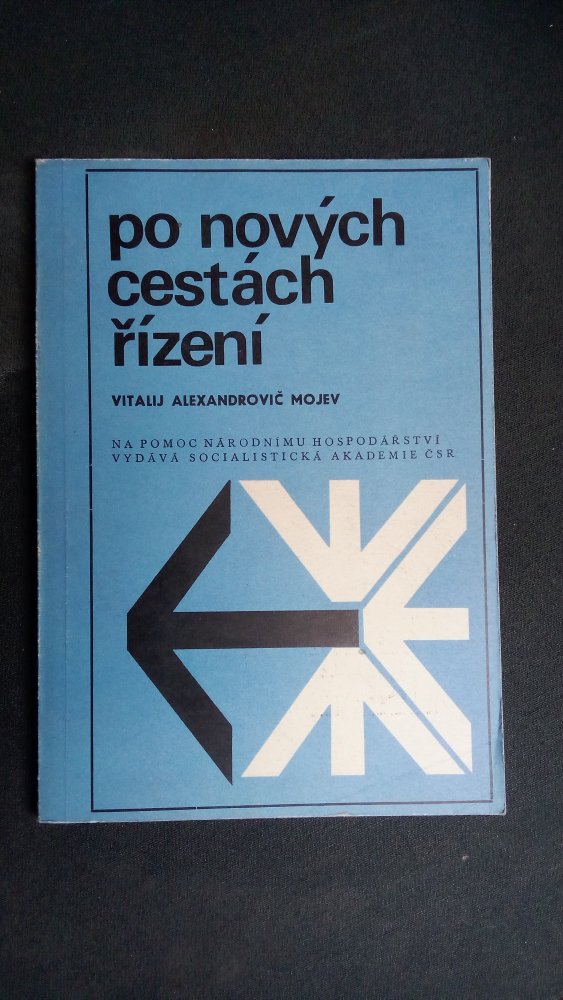 po nových
cestách
řízení
VITALIJ ALEXANDROVIČ MOJEV
NA POMOC NÁRODNÍMU HOSPODÁŘSTVÍ
VYDÁVÁ SOCIALISTICKÁ AKADEMIE ČSR